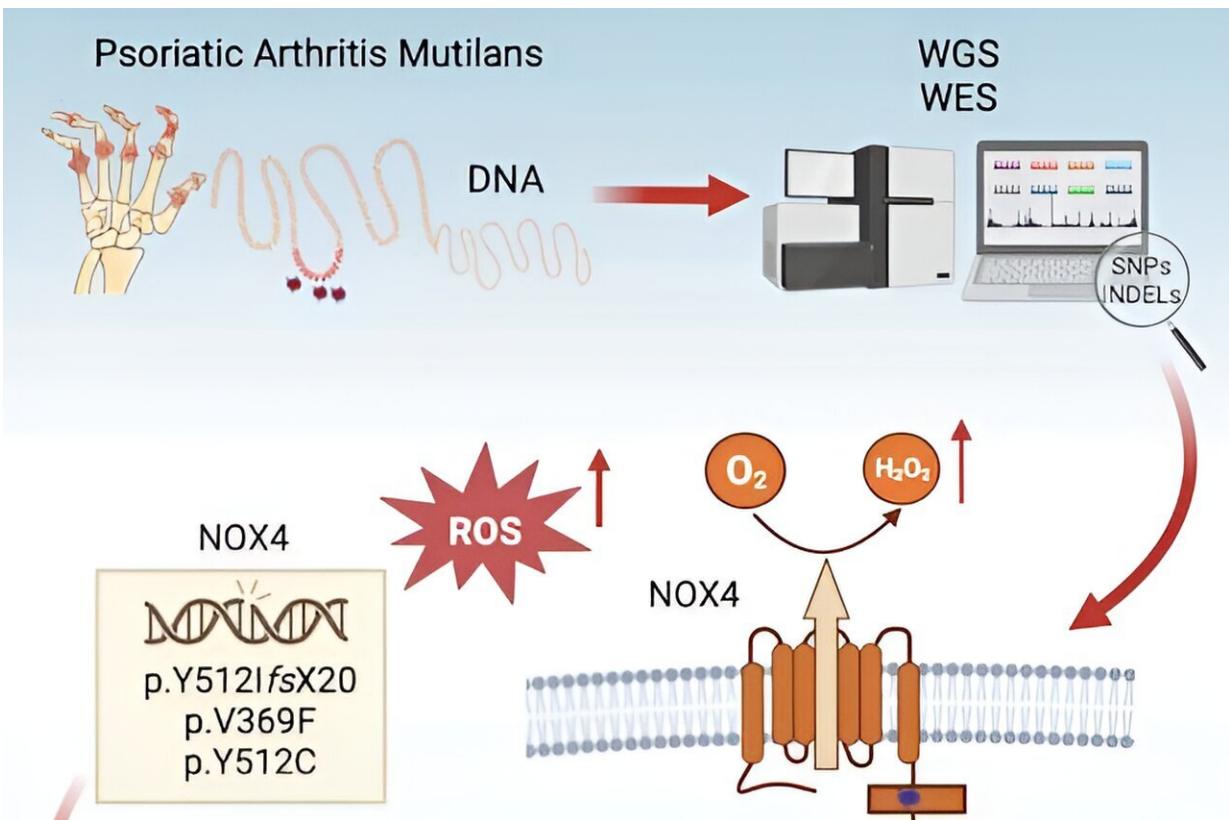 Psoriatic Arthritis Mutilans
WGS
WES
DNA
SNPs
INDELs
O₂
H₂O₂
ROS
NOX4
NOX4
p.Y512IfsX20
p.V369F
p.Y512C